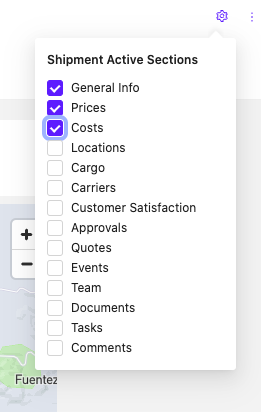 Shipment Active Sections
General Info
Prices
Costs
Locations
Cargo
Carriers
Customer Satisfaction
Approvals
Quotes
Events
Team
Documents
Tasks
Comments
+
−
Fuentez